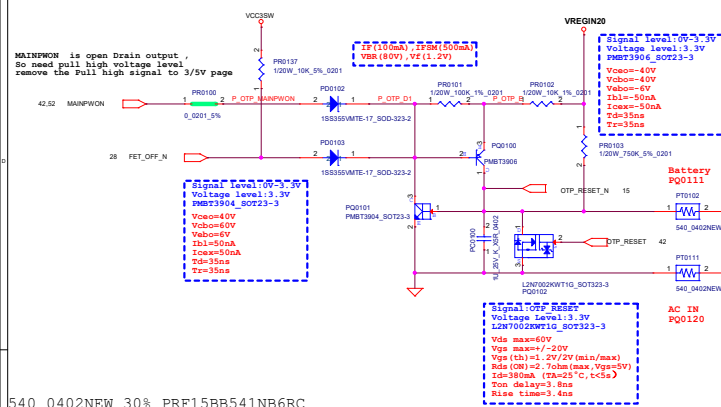 VCC3SW
VREGIN20
MAINPWON is open Drain output ,
So need pull high voltage level
remove the Pull high signal to 3/5V page
IF(100mA),IFSM(500mA)
VBR(80V),Vf(1.2V)
Signal level:0V-3.3V
Voltage level:3.3V
PMBT3906_SOT23-3
Vceo=-40V
Vcbo=-40V
Vebo=-6V
Ibl=-50nA
Icex=-50nA
Td=35ns
Tr=35ns
PR0137
1/20W_10K_5%_0201
PR0100
0_0201_5%
42,52 MAINPWON
P_OTP_MAINPWON
PD0102
1SS355VMTE-17_SOD-323-2
P_OTP_D1
PR0101
1/20W_100K_1%_0201
PR0102
1/20W_10K_1%_0201
28 FET_OFF_N
PD0103
1SS355VMTE-17_SOD-323-2
PQ0100
PMBT3906
PR0103
1/20W_750K_5%_0201
Battery
PQ0111
PT0102
540_0402NEW
OTP_RESET_N 15
Signal level:0V-3.3V
Voltage level:3.3V
PMBT3904_SOT23-3
Vceo=40V
Vcbo=60V
Vebo=6V
Ibl=50nA
Icex=50nA
Td=35ns
Tr=35ns
PQ0101
PMBT3904_SOT23-3
PC0100
1U_25V_K_X5R_0402
OTP_RESET 42
L2N7002KWT1G_SOT323-3
PQ0102
PT0111
540_0402NEW
AC IN
PQ0120
Signal:OTP_RESET
Voltage Level:3.3V
L2N7002KWT1G_SOT323-3
Vds max=60V
Vgs max=+/-20V
Vgs(th)=1.2V/2V(min/max)
Rds(ON)=2.7ohm(max,Vgs=5V)
Id=380mA (TA=25°C,t<5s)
Ton delay=3.8ns
Rise time=3.4ns
540_0402NEW_30%_PRF15BB541NB6RC